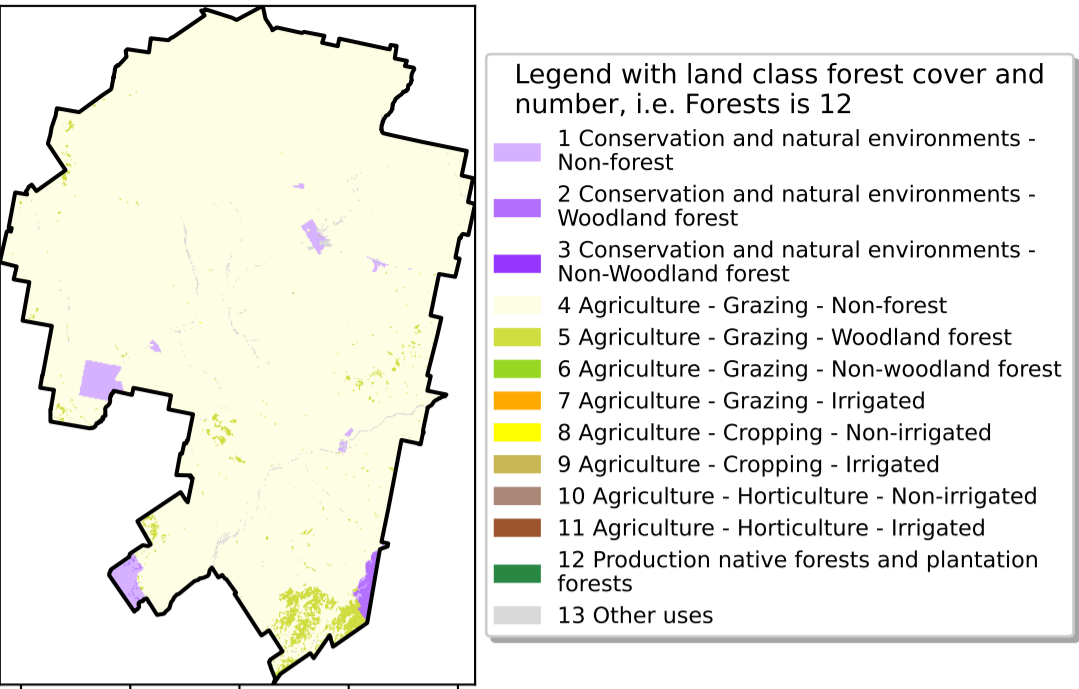 Legend with land class forest cover and
number, i.e. Forests is 12
1 Conservation and natural environments -
Non-forest
2 Conservation and natural environments -
Woodland forest
3 Conservation and natural environments -
Non-Woodland forest
4 Agriculture - Grazing - Non-forest
5 Agriculture - Grazing - Woodland forest
6 Agriculture - Grazing - Non-woodland forest
7 Agriculture - Grazing - Irrigated
8 Agriculture - Cropping - Non-irrigated
9 Agriculture - Cropping - Irrigated
10 Agriculture - Horticulture - Non-irrigated
11 Agriculture - Horticulture - Irrigated
12 Production native forests and plantation
forests
13 Other uses